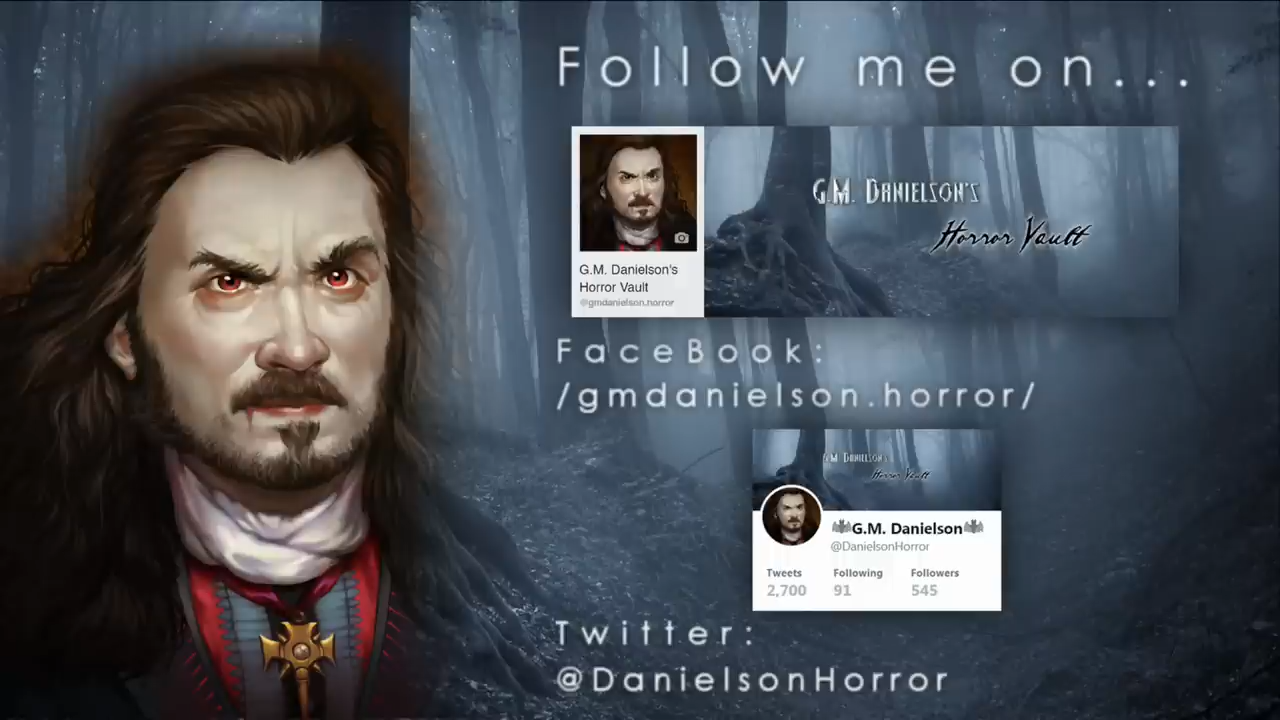 Follow me on...
G.M. DANIELSON'S
Horror Vault
G.M. Danielson's
Horror Vault
@gmdanielson.horror
FaceBook:
/gmdanielson.horror/
G.M. DANIELSON'S
Horror Vault
G.M. Danielson
@DanielsonHorror
Tweets Following Followers
2,700 91 545
Twitter:
@DanielsonHorror